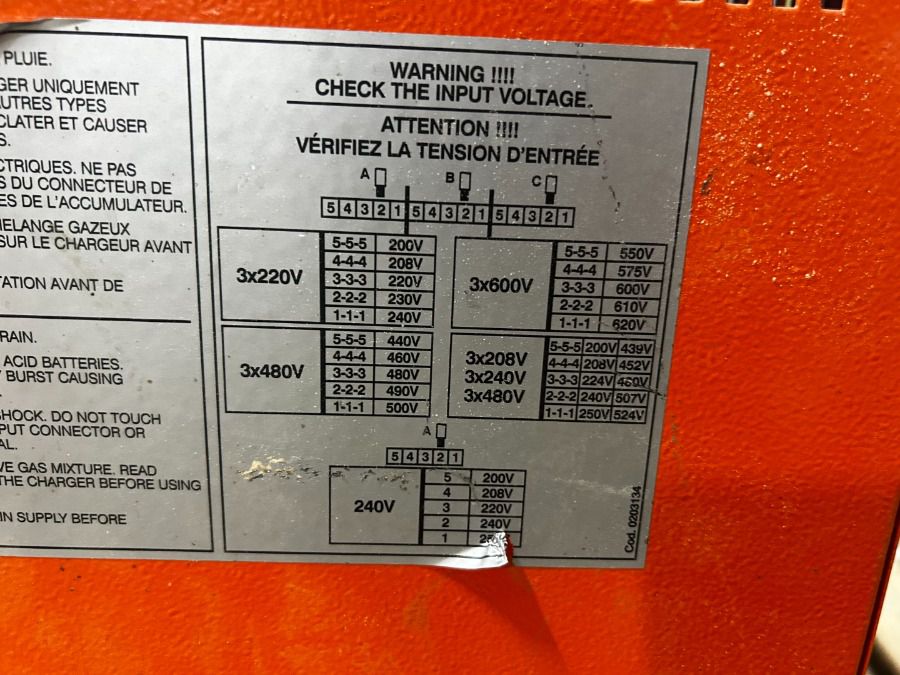 PLUIE.
GER UNIQUEMENT
AUTRES TYPES
CLATER ET CAUSER
S.
CTRIQUES. NE PAS
S DU CONNECTEUR DE
ES DE L'ACCUMULATEUR.
MELANGE GAZEUX
SUR LE CHARGEUR AVANT
TATION AVANT DE
RAIN.
ACID BATTERIES.
BURST CAUSING
SHOCK. DO NOT TOUCH
PUT CONNECTOR OR
AL.
VE GAS MIXTURE. READ
THE CHARGER BEFORE USING
IN SUPPLY BEFORE
WARNING !!!!
CHECK THE INPUT VOLTAGE.
ATTENTION !!!!
VÉRIFIEZ LA TENSION D'ENTRÉE
A B C
5 4 3 2 1 5 4 3 2 1 5 4 3 2 1
3x220V
5-5-5 200V
4-4-4 208V
3-3-3 220V
2-2-2 230V
1-1-1 240V
3x600V
5-5-5 550V
4-4-4 575V
3-3-3 600V
2-2-2 610V
1-1-1 620V
3x480V
5-5-5 440V
4-4-4 460V
3-3-3 480V
2-2-2 490V
1-1-1 500V
3x208V
3x240V
3x480V
5-5-5 200V 439V
4-4-4 208V 452V
3-3-3 224V
2-2-2 240V 507V
1-1-1 250V 524V
A
5 4 3 2 1
240V
5 200V
4 208V
3 220V
2 240V
1
Cod. 0203134